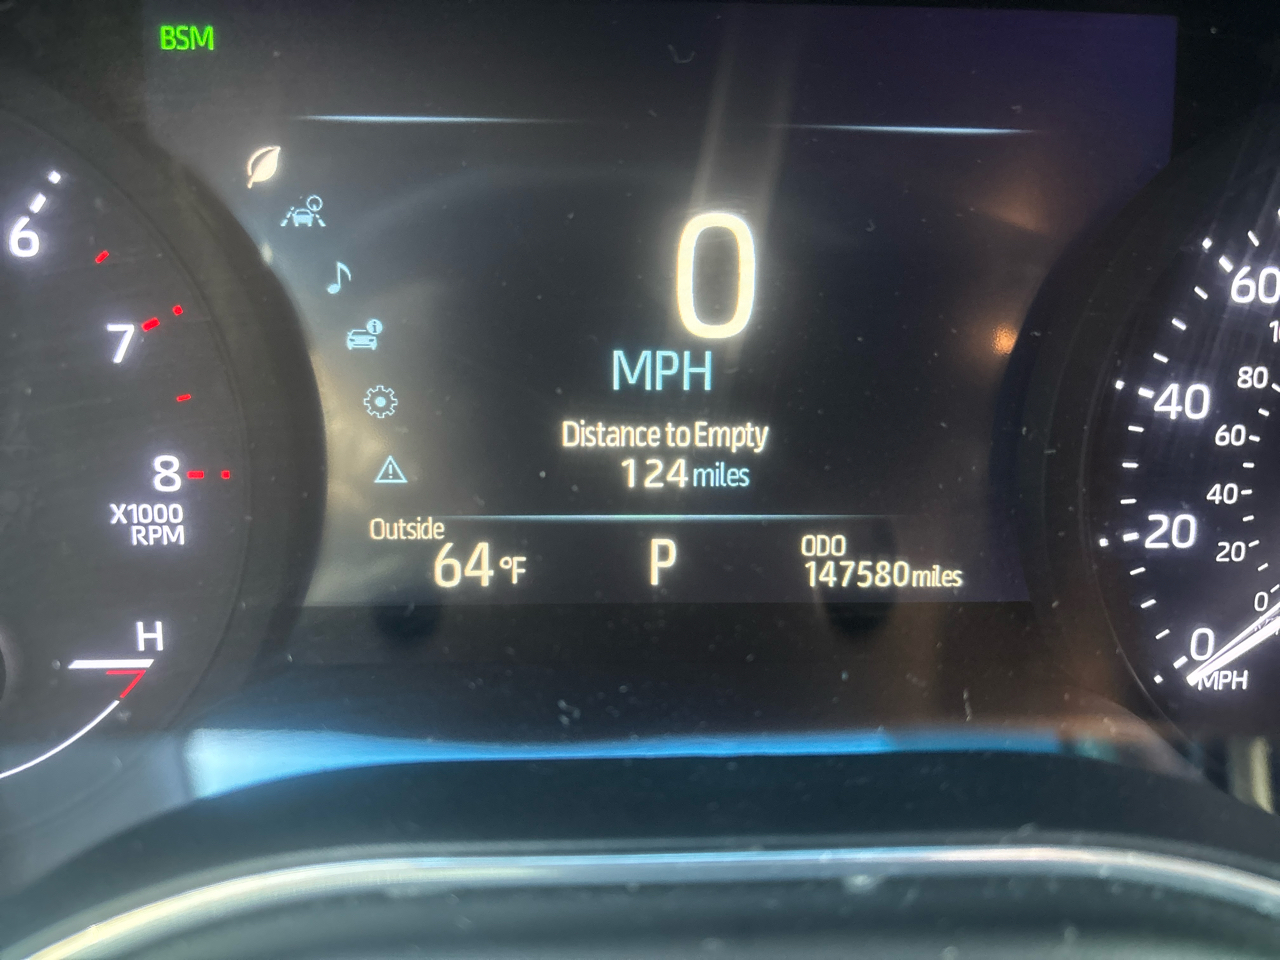 BSM
6
7
8
X1000
RPM
H
0
MPH
Distance to Empty
124 miles
Outside
64 °F
P
ODO
147580 miles
60
80
40
60
40
20
20
0
0
MPH